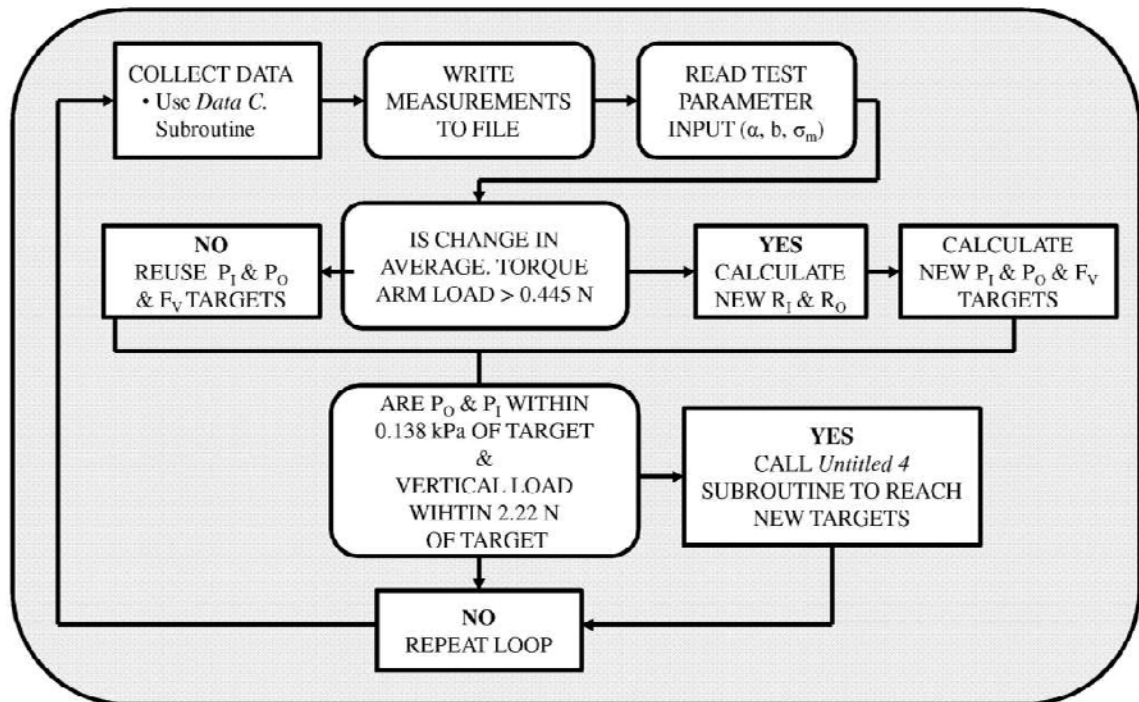 COLLECT DATA
• Use Data C.
Subroutine
WRITE
MEASUREMENTS
TO FILE
READ TEST
PARAMETER
INPUT (α, b, σm)
NO
REUSE PI & PO
& FV TARGETS
IS CHANGE IN
AVERAGE. TORQUE
ARM LOAD > 0.445 N
YES
CALCULATE
NEW RI & RO
CALCULATE
NEW PI & PO & FV
TARGETS
ARE PO & PI WITHIN
0.138 kPa OF TARGET
&
VERTICAL LOAD
WIHTIN 2.22 N
OF TARGET
YES
CALL Untitled 4
SUBROUTINE TO REACH
NEW TARGETS
NO
REPEAT LOOP